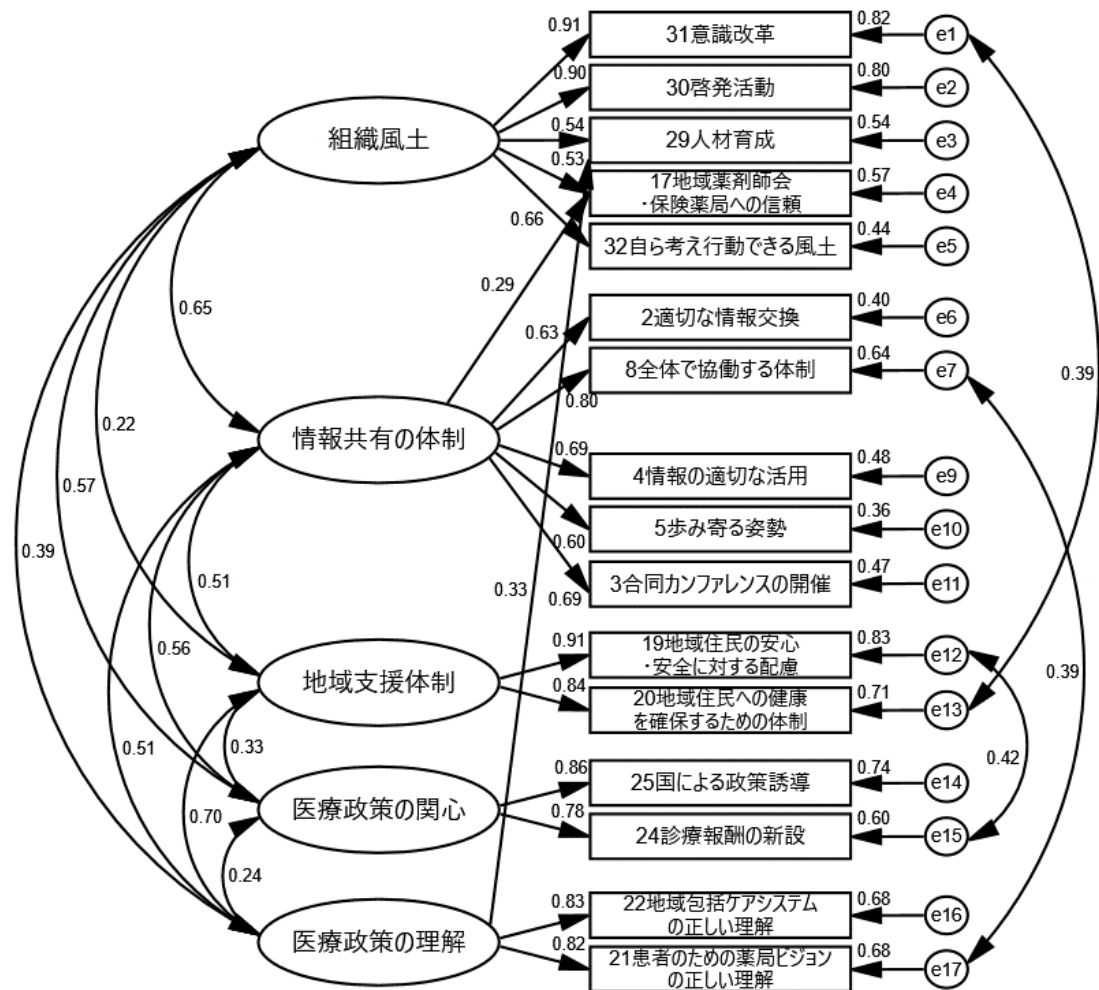 0.91
31意識改革
0.82
e1
0.90
30啓発活動
0.80
e2
組織風土
0.54
29人材育成
0.54
e3
0.53
17地域薬剤師会
・保険薬局への信頼
0.57
e4
0.66
32自ら考え行動できる風土
0.44
e5
0.65
0.29
0.63
2適切な情報交換
0.40
e6
0.80
8全体で協働する体制
0.64
e7
0.39
0.22
情報共有の体制
0.69
4情報の適切な活用
0.48
e9
0.57
5歩み寄る姿勢
0.36
e10
0.39
0.60
0.51
0.33
0.69
3合同カンファレンスの開催
0.47
e11
0.56
0.91
19地域住民の安心
・安全に対する配慮
0.83
e12
地域支援体制
0.84
20地域住民への健康
を確保するための体制
0.71
e13
0.39
0.51
0.33
0.42
0.86
25国による政策誘導
0.74
e14
医療政策の関心
0.70
0.78
24診療報酬の新設
0.60
e15
0.24
0.83
22地域包括ケアシステム
の正しい理解
0.68
e16
医療政策の理解
0.82
21患者のための薬局ビジョン
の正しい理解
0.68
e17